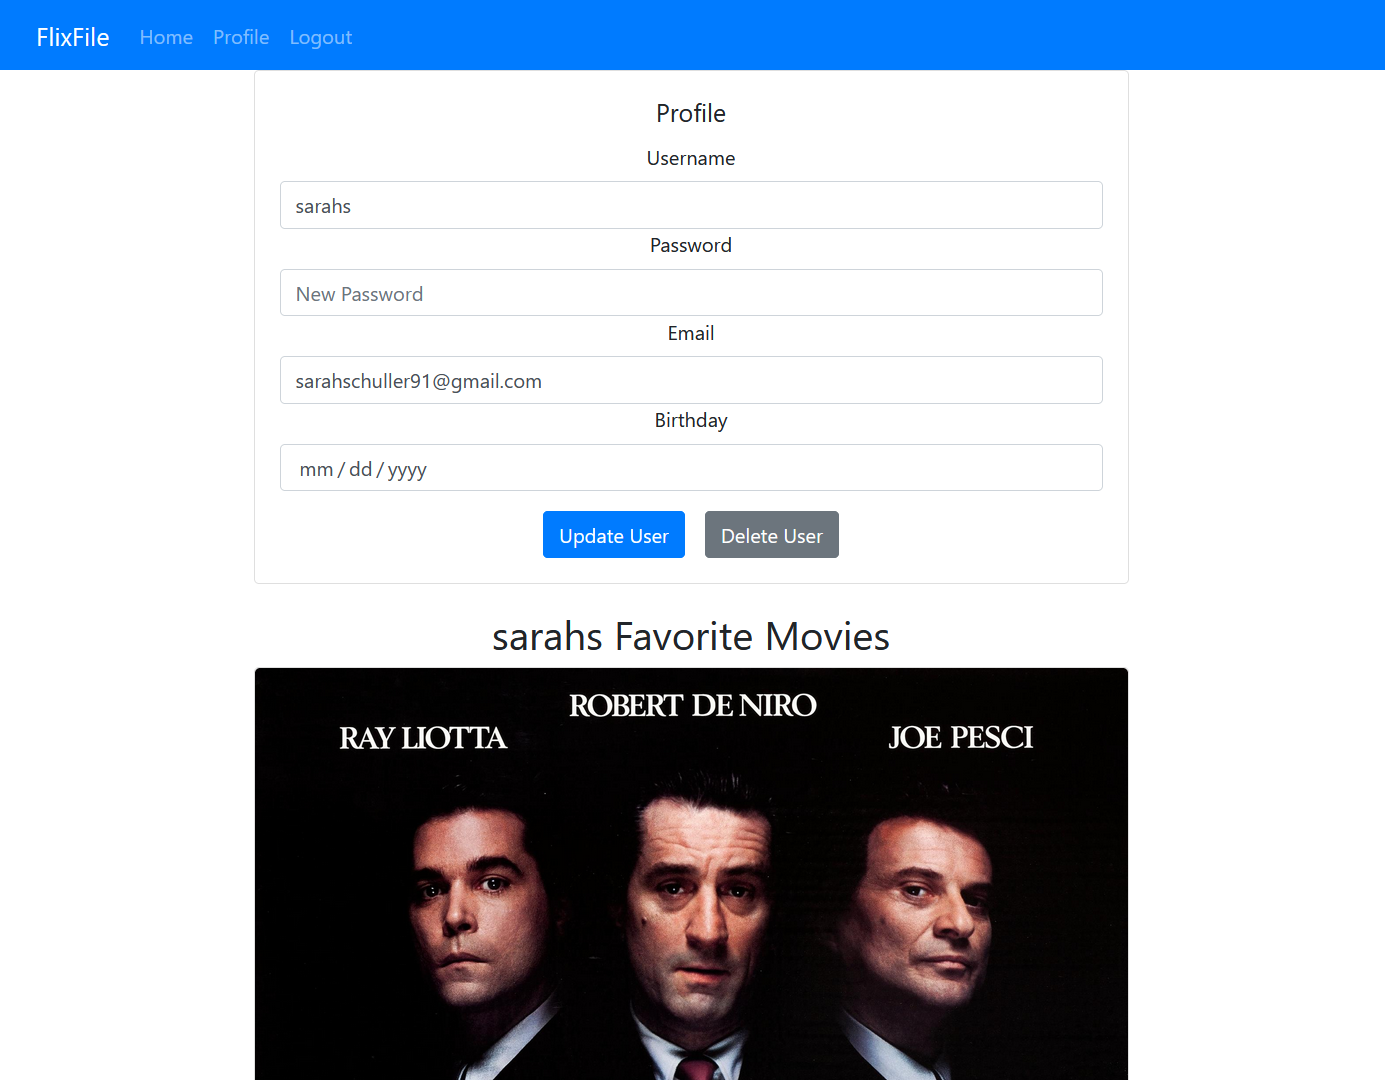 FlixFile Home Profile Logout
Profile
Username
sarahs
Password
New Password
Email
sarahschuller91@gmail.com
Birthday
mm / dd / yyyy
Update User Delete User
sarahs Favorite Movies
ROBERT DE NIRO
RAY LIOTTA JOE PESCI